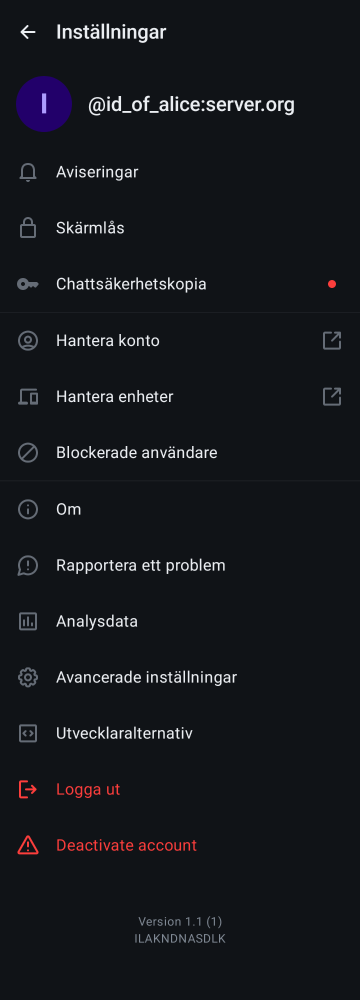 Inställningar
I
@id_of_alice:server.org
Aviseringar
Skärmlås
Chattsäkerhetskopia
Hantera konto
Hantera enheter
Blockerade användare
Om
Rapportera ett problem
Analysdata
Avancerade inställningar
Utvecklaralternativ
Logga ut
Deactivate account
Version 1.1 (1)
ILAKNDNASDLK